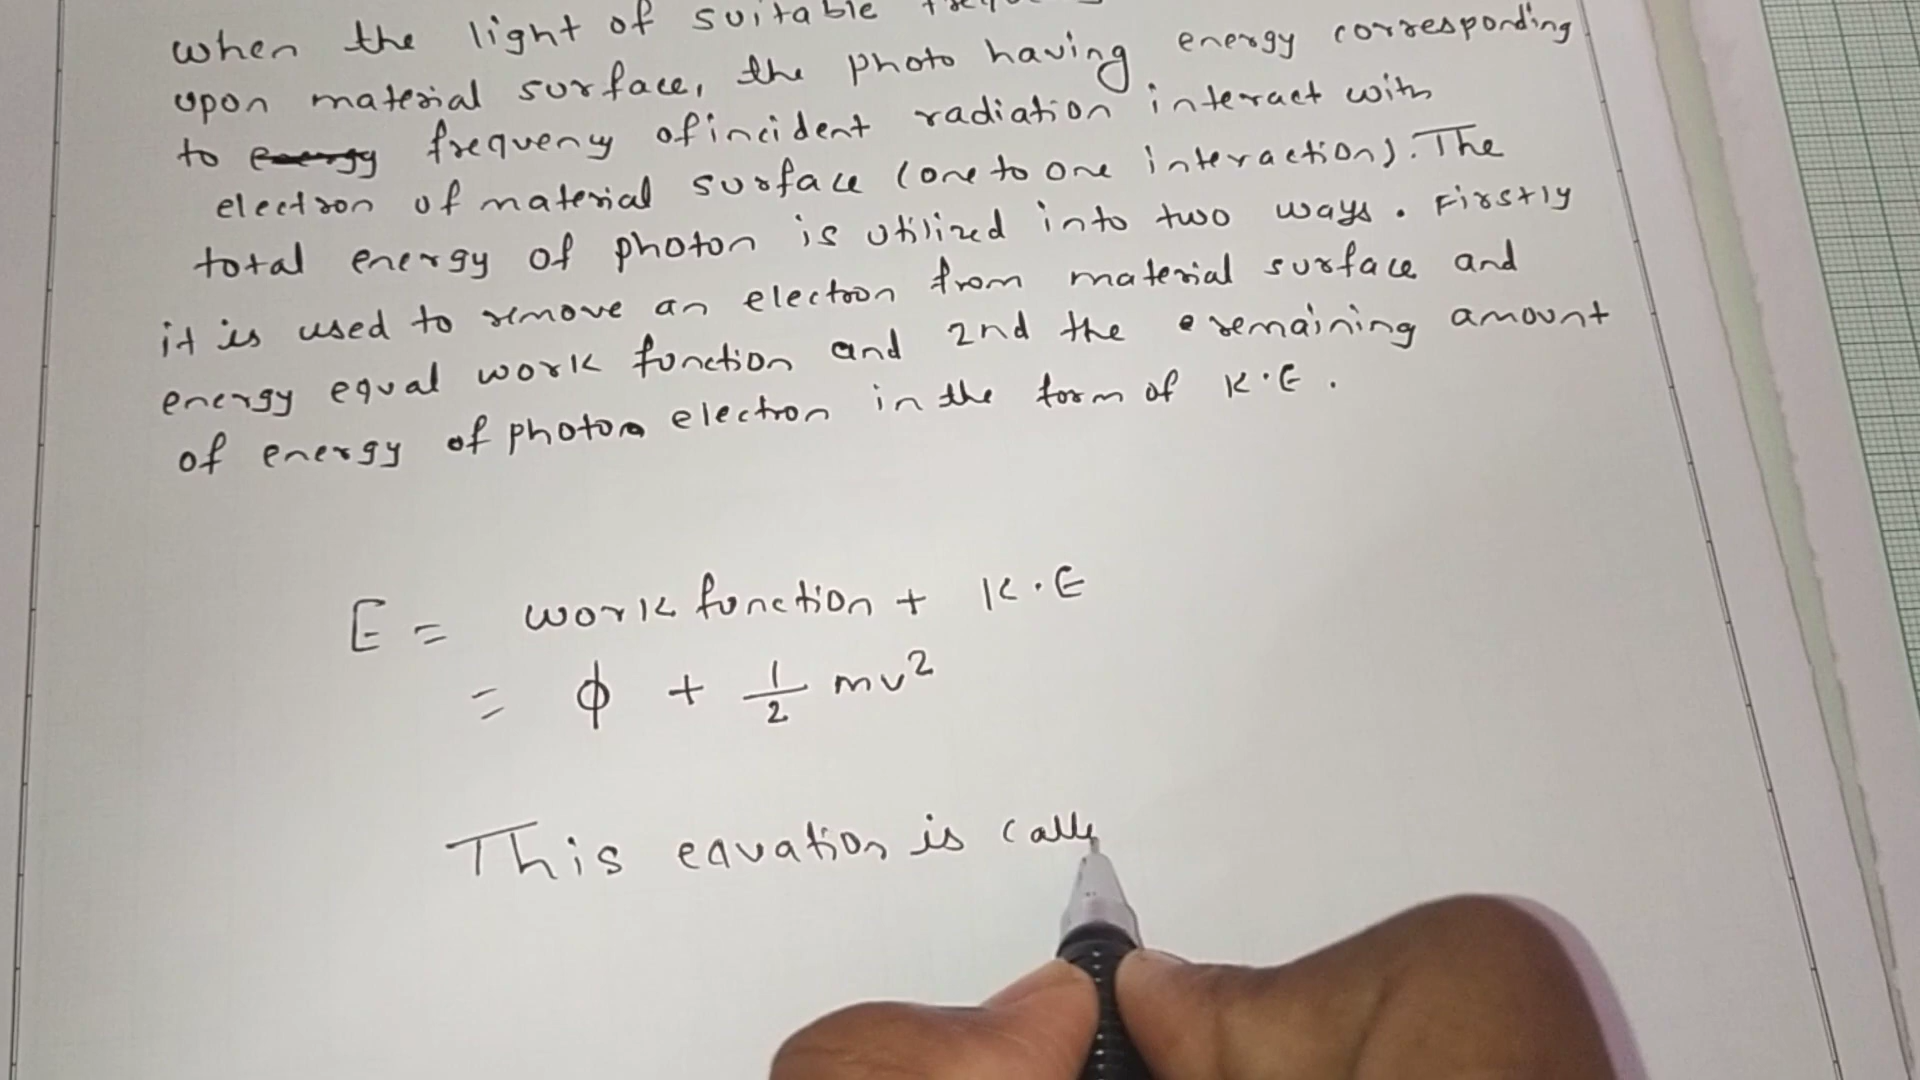 when the light of suitable
upon material surface, the photo having energy corresponding
to energy frequency of incident radiation interact with
electron of material surface (one to one interaction). The
total energy of photon is utilized into two ways. Firstly
it is used to remove an electron from material surface and
energy equal work function and 2nd the remaining amount
of energy of photon electron in the form of K.E.
E = work function + K.E
= ϕ + 1/2 mv²
This equation is calle